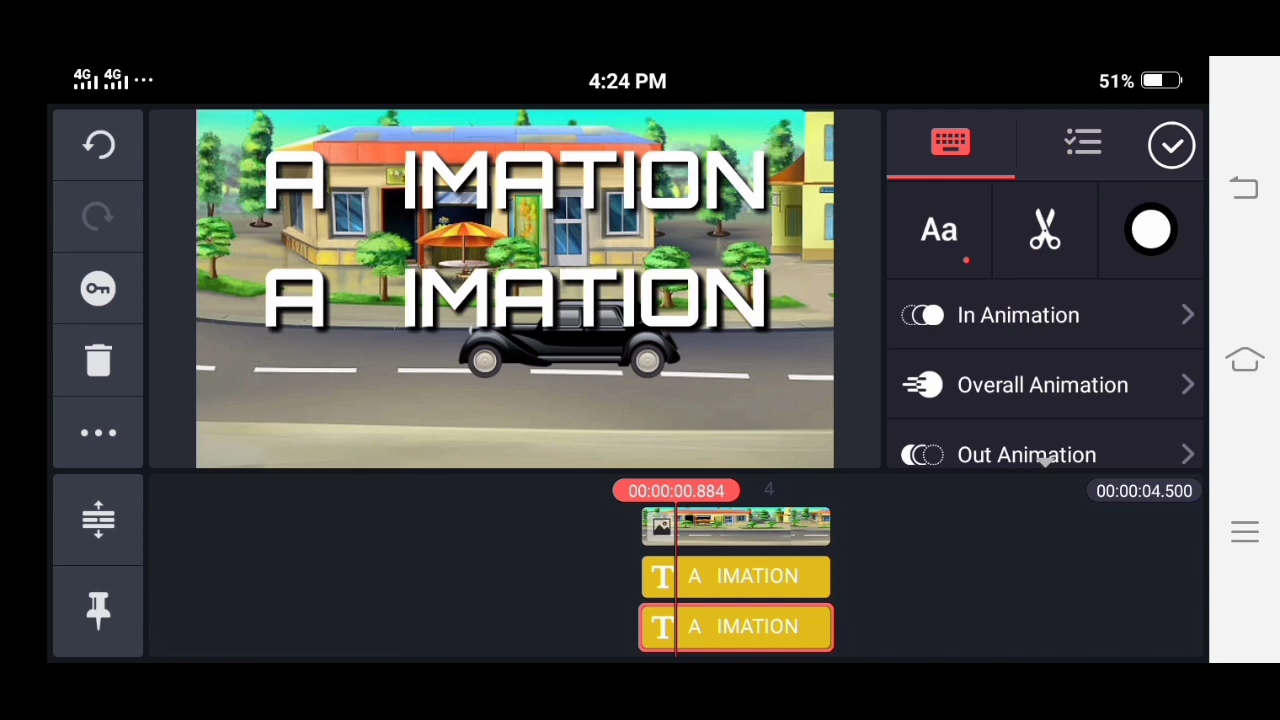 4G 4G ... 4:24 PM 51%
A IMATION
A IMATION
Aa
In Animation
Overall Animation
Out Animation
00:00:00.884 4 00:00:04.500
T A IMATION
T A IMATION